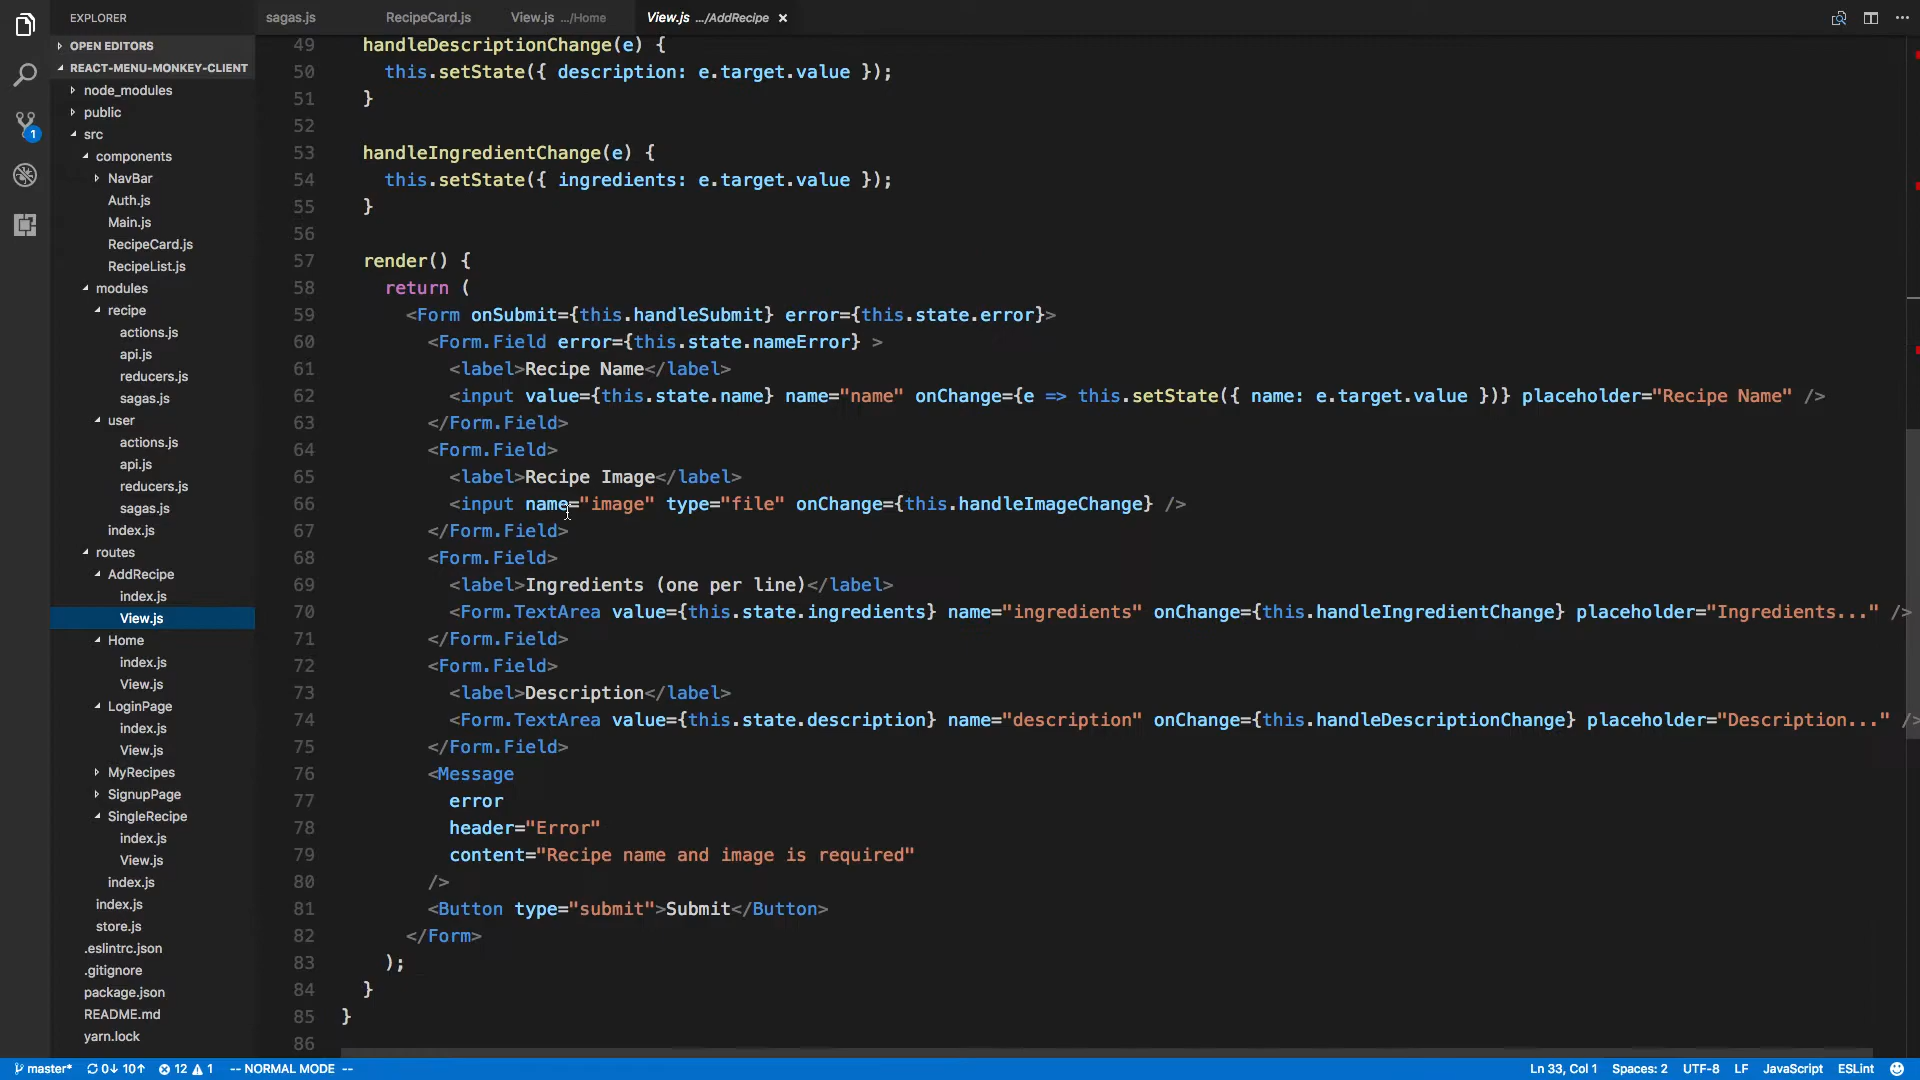 EXPLORER
OPEN EDITORS
REACT-MENU-MONKEY-CLIENT
node_modules
public
src
components
NavBar
Auth.js
Main.js
RecipeCard.js
RecipeList.js
modules
recipe
actions.js
api.js
reducers.js
sagas.js
user
actions.js
api.js
reducers.js
sagas.js
index.js
routes
AddRecipe
index.js
View.js
Home
index.js
View.js
LoginPage
index.js
View.js
MyRecipes
SignupPage
SingleRecipe
index.js
View.js
index.js
index.js
store.js
.eslintrc.json
.gitignore
package.json
README.md
yarn.lock
1
sagas.js RecipeCard.js View.js .../Home View.js .../AddRecipe ×
49 handleDescriptionChange(e) {
50 this.setState({ description: e.target.value });
51 }
52
53 handleIngredientChange(e) {
54 this.setState({ ingredients: e.target.value });
55 }
56
57 render() {
58 return (
59 <Form onSubmit={this.handleSubmit} error={this.state.error}>
60 <Form.Field error={this.state.nameError} >
61 <label>Recipe Name</label>
62 <input value={this.state.name} name="name" onChange={e => this.setState({ name: e.target.value })} placeholder="Recipe Name" />
63 </Form.Field>
64 <Form.Field>
65 <label>Recipe Image</label>
66 <input name="image" type="file" onChange={this.handleImageChange} />
67 </Form.Field>
68 <Form.Field>
69 <label>Ingredients (one per line)</label>
70 <Form.TextArea value={this.state.ingredients} name="ingredients" onChange={this.handleIngredientChange} placeholder="Ingredients..." />
71 </Form.Field>
72 <Form.Field>
73 <label>Description</label>
74 <Form.TextArea value={this.state.description} name="description" onChange={this.handleDescriptionChange} placeholder="Description..." />
75 </Form.Field>
76 <Message
77 error
78 header="Error"
79 content="Recipe name and image is required"
80 />
81 <Button type="submit">Submit</Button>
82 </Form>
83 );
84 }
85 }
86
master* 0↓ 10↑ 12 1 -- NORMAL MODE -- Ln 33, Col 1 Spaces: 2 UTF-8 LF JavaScript ESLint